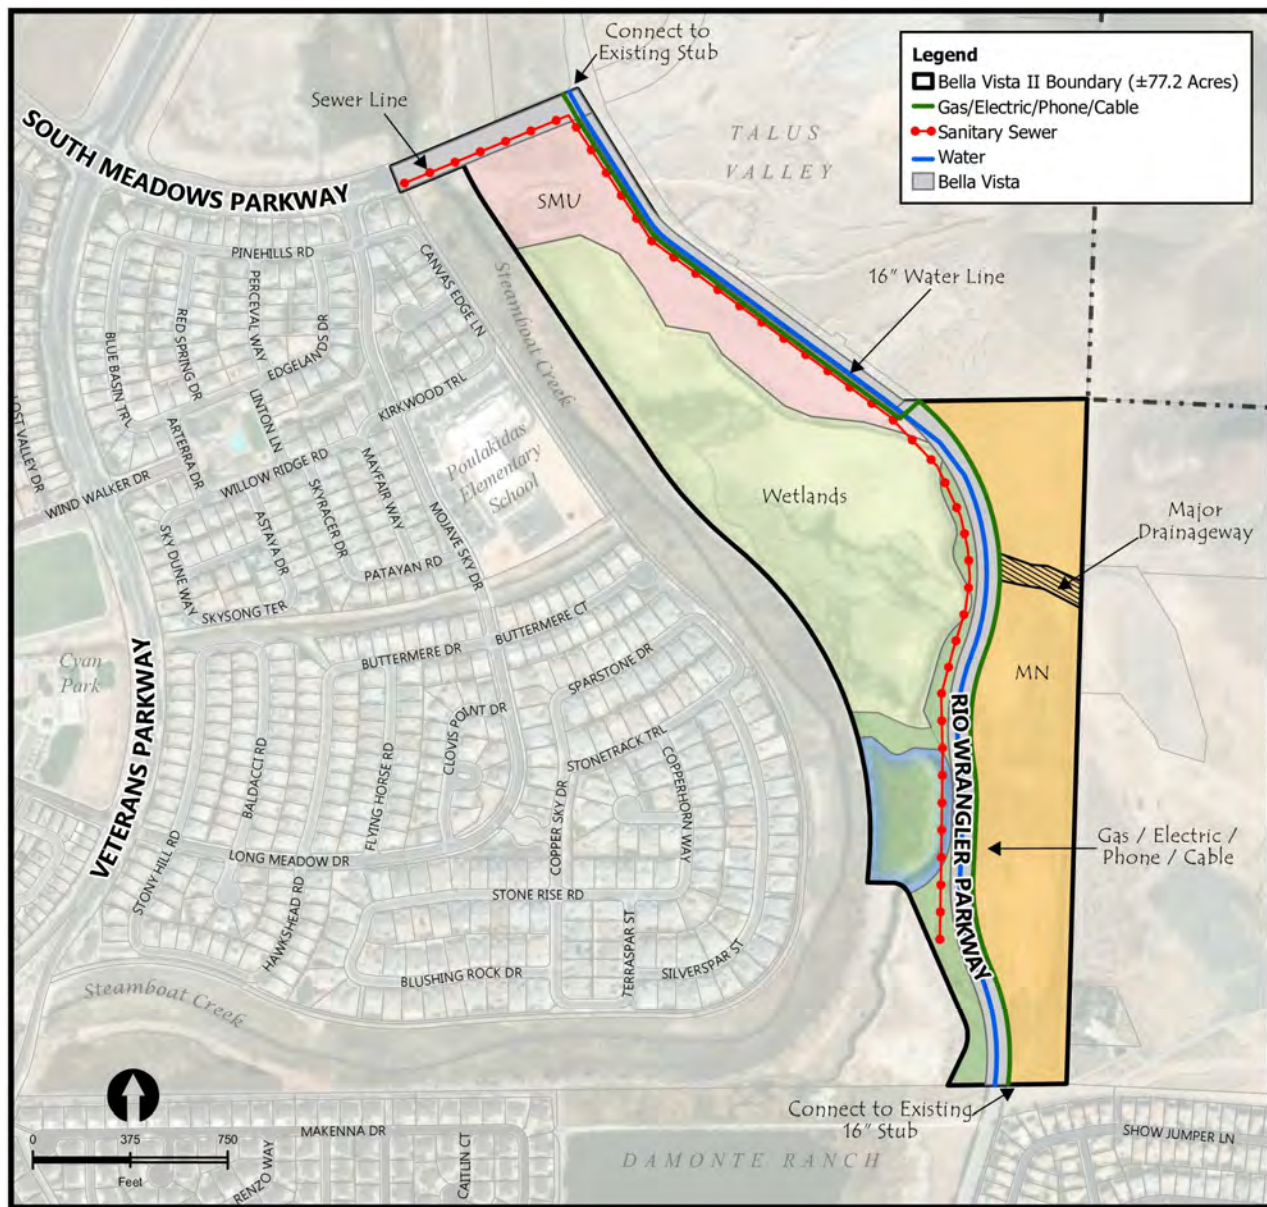 Connect to
Existing Stub
Legend
Bella Vista II Boundary (±77.2 Acres)
Gas/Electric/Phone/Cable
Sanitary Sewer
Water
Bella Vista
Sewer Line
TALUS
VALLEY
SOUTH MEADOWS PARKWAY
SMU
PINEHILLS RD
CANVAS EDGE LN
Steamboat Creek
16" Water Line
PERCEVAL WAY
RED SPRING DR
EDGELANDS DR
BLUE BASIN TRL
LINTON LN
KIRKWOOD TRL
LOST VALLEY DR
ARTERRA DR
WILLOW RIDGE RD
MAYFAIR WAY
Poulakidas
Elementary
School
WIND WALKER DR
Wetlands
SKYRACER DR
ASTAYA DR
MOJAVE SKY DR
Major
Drainageway
SKY DUNE WAY
PATAYAN RD
SKYSONG TER
BUTTERMERE CT
BUTTERMERE DR
SPARSTONE DR
Cyan
Park
MN
VETERANS PARKWAY
CLOVIS POINT DR
STONETRACK TRL
RIO WRANGLER PARKWAY
BALDACCI RD
FLYING HORSE RD
COPPERHORN WAY
COPPER SKY DR
Gas / Electric /
Phone / Cable
STONY HILL RD
LONG MEADOW DR
STONE RISE RD
HAWKSHEAD RD
TERRASPAR ST
SILVERSPAR ST
BLUSHING ROCK DR
Steamboat Creek
Connect to Existing
16" Stub
0 375 750
Feet
MAKENNA DR
RENZO WAY
CAITLIN CT
DAMONTE RANCH
SHOW JUMPER LN